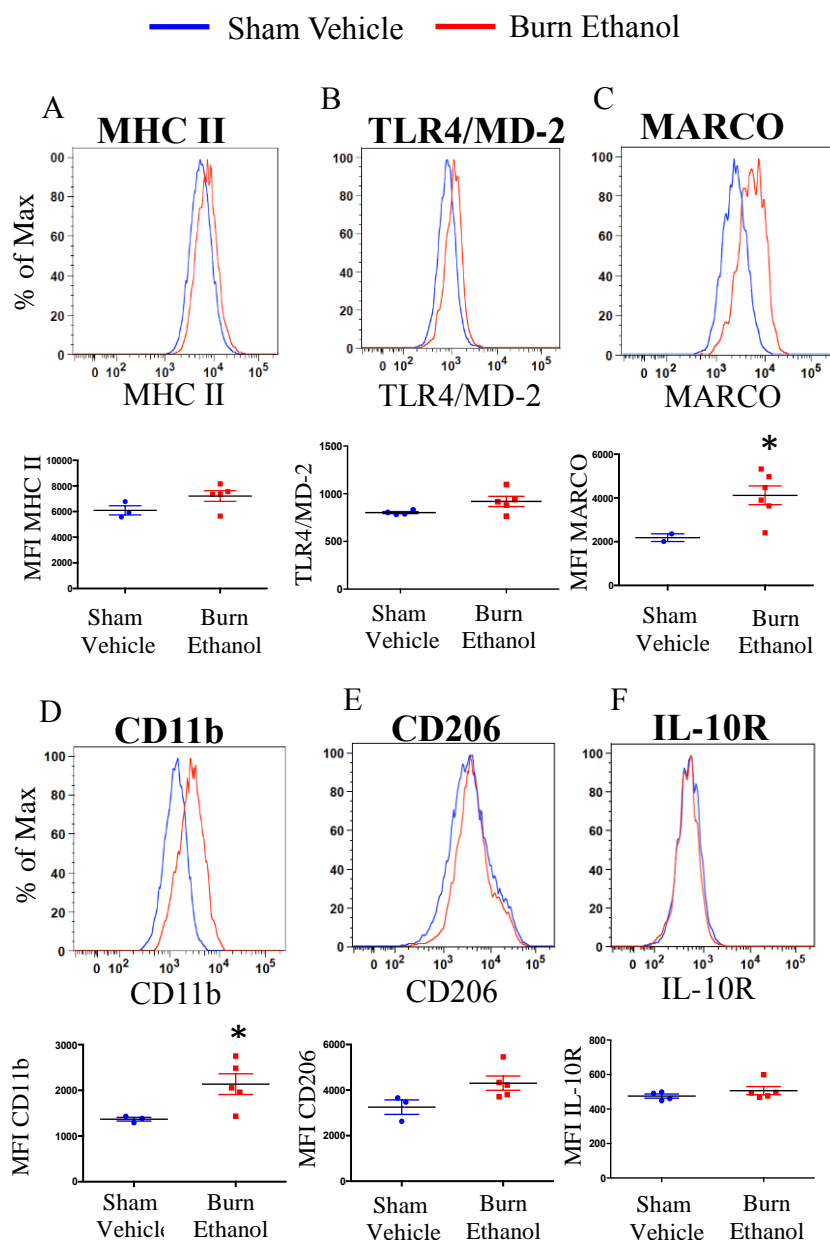 Sham Vehicle Burn Ethanol
A B C
MHC II TLR4/MD-2 MARCO
% of Max
00
80
60
40
20
0
0 10² 10³ 10⁴ 10⁵
MHC II
100
80
60
40
20
0
0 10² 10³ 10⁴ 10⁵
TLR4/MD-2
100
80
60
40
20
0
0 10² 10³ 10⁴ 10⁵
MARCO
MFI MHC II
10000
8000
6000
4000
2000
0
Sham
Vehicle
Burn
Ethanol
TLR4/MD-2
1500
1000
500
0
Sham
Vehicle
Burn
Ethanol
MFI MARCO
6000
4000
2000
0
*
Sham
Vehicle
Burn
Ethanol
D E F
CD11b CD206 IL-10R
% of Max
100
80
60
40
20
0
0 10² 10³ 10⁴ 10⁵
CD11b
100
80
60
40
20
0
0 10² 10³ 10⁴ 10⁵
CD206
100
80
60
40
20
0
0 10² 10³ 10⁴ 10⁵
IL-10R
MFI CD11b
3000
2000
1000
0
*
Sham
Vehicl
Burn
Ethanol
MFI CD206
6000
4000
2000
0
Sham
Vehicle
Burn
Ethanol
MFI IL-10R
800
600
400
200
0
Sham
Vehicle
Burn
Ethanol